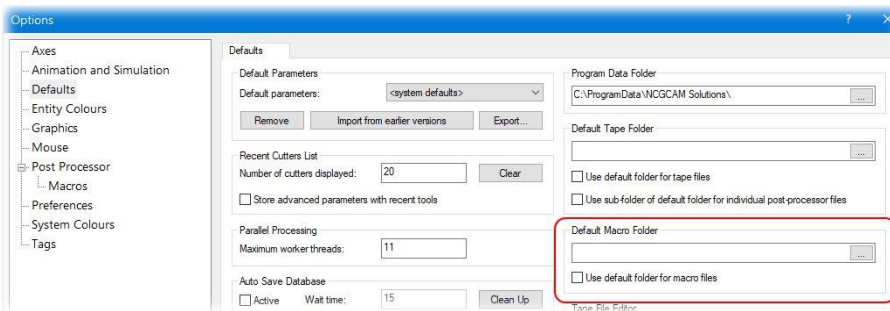 Options
?
Axes
Animation and Simulation
Defaults
Entity Colours
Graphics
Mouse
Post Processor
Macros
Preferences
System Colours
Tags
Defaults
Default Parameters
Default parameters: <system defaults>
Remove Import from earlier versions Export...
Recent Cutters List
Number of cutters displayed: 20 Clear
Store advanced parameters with recent tools
Parallel Processing
Maximum worker threads: 11
Auto Save Database
Active Wait time: 15 Clean Up
Program Data Folder
C:\ProgramData\NCGCAM Solutions\ ...
Default Tape Folder
...
Use default folder for tape files
Use sub-folder of default folder for individual post-processor files
Default Macro Folder
...
Use default folder for macro files
Tape File Editor